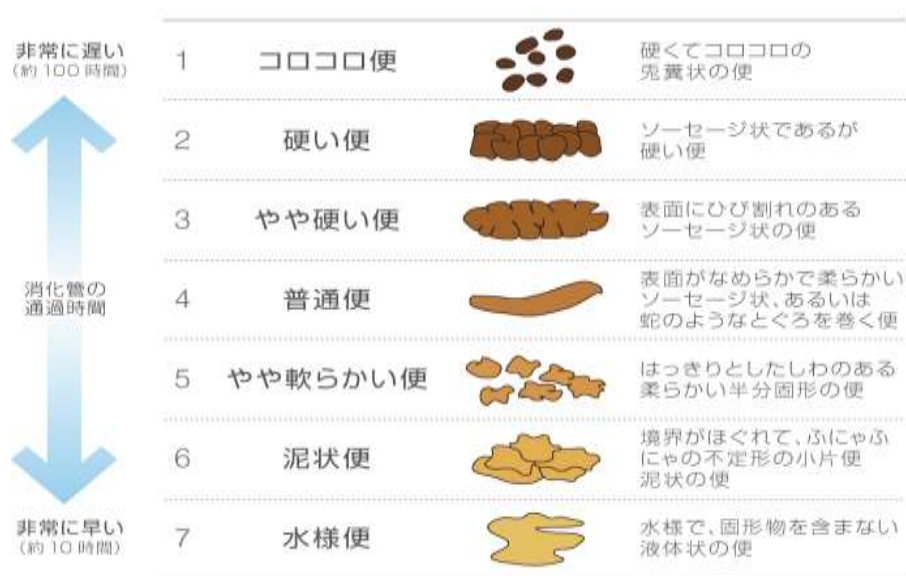 非常に遅い
(約100時間)
1
コロコロ便
硬くてコロコロの
兎糞状の便
2
硬い便
ソーセージ状であるが
硬い便
3
やや硬い便
表面にひび割れのある
ソーセージ状の便
消化管の
通過時間
4
普通便
表面がなめらかで柔らかい
ソーセージ状、あるいは
蛇のようなとぐろを巻く便
5
やや軟らかい便
はっきりとしたしわのある
柔らかい半分固形の便
6
泥状便
境界がほぐれて、ふにゃふ
にゃの不定形の小片便
泥状の便
非常に早い
(約10時間)
7
水様便
水様で、固形物を含まない
液体状の便